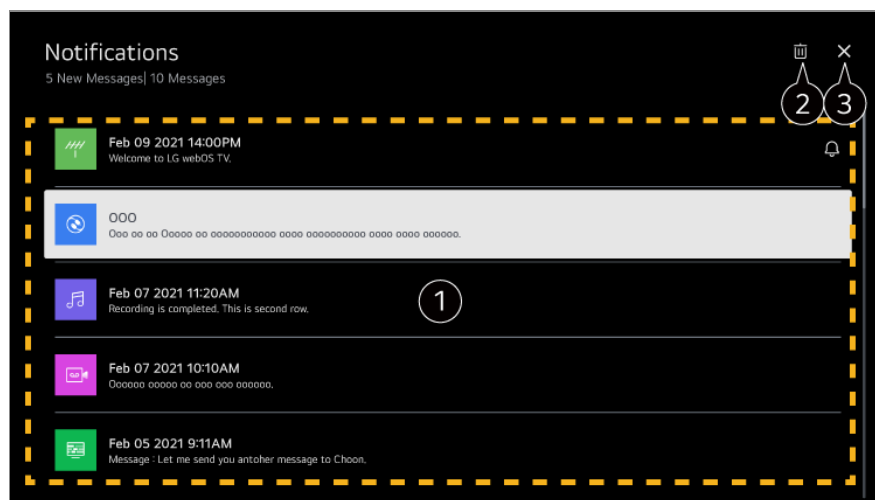 Notifications
5 New Messages| 10 Messages
2 3
Feb 09 2021 14:00PM
Welcome to LG webOS TV.
OOO
Ooo oo oo Ooooo oo ooooooooooo oooo oooooooooo oooo oooo oooooo.
Feb 07 2021 11:20AM
Recording is completed. This is second row.
1
Feb 07 2021 10:10AM
Oooooo ooooo oo ooo ooo oooooo.
Feb 05 2021 9:11AM
Message : Let me send you antoher message to Choon.